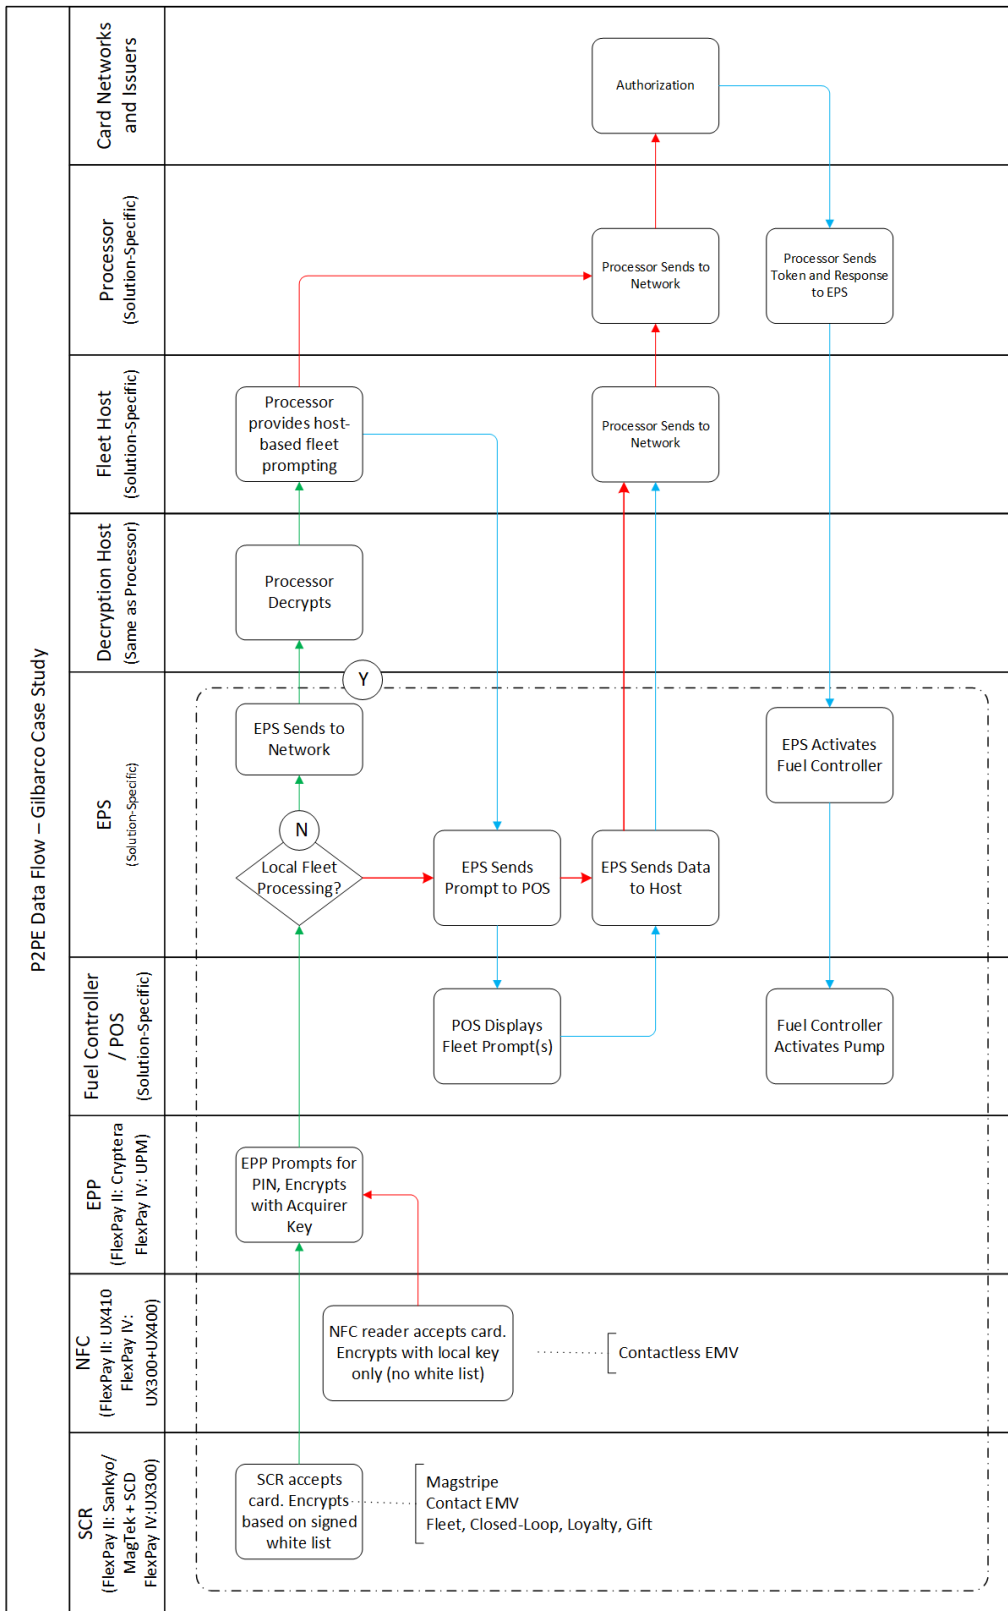 P2PE Data Flow – Gilbarco Case Study
Card Networks
and Issuers
Authorization
Processor
(Solution-Specific)
Processor Sends to
Network
Processor Sends
Token and Response
to EPS
Fleet Host
(Solution-Specific)
Processor
provides host-
based fleet
prompting
Processor Sends to
Network
Decryption Host
(Same as Processor)
Processor
Decrypts
EPS
(Solution-Specific)
Y
EPS Sends to
Network
N
Local Fleet
Processing?
EPS Sends
Prompt to POS
EPS Sends Data
to Host
EPS Activates
Fuel Controller
Fuel Controller
/ POS
(Solution-Specific)
POS Displays
Fleet Prompt(s)
Fuel Controller
Activates Pump
EPP
(FlexPay II: Cryptera
FlexPay IV: UPM)
EPP Prompts for
PIN, Encrypts
with Acquirer
Key
NFC
(FlexPay II: UX410
FlexPay IV:
UX300+UX400)
NFC reader accepts card.
Encrypts with local key
only (no white list)
Contactless EMV
SCR
(FlexPay II: Sankyo/
MagTek + SCD
FlexPay IV:UX300)
SCR accepts
card. Encrypts
based on signed
white list
Magstripe
Contact EMV
Fleet, Closed-Loop, Loyalty, Gift